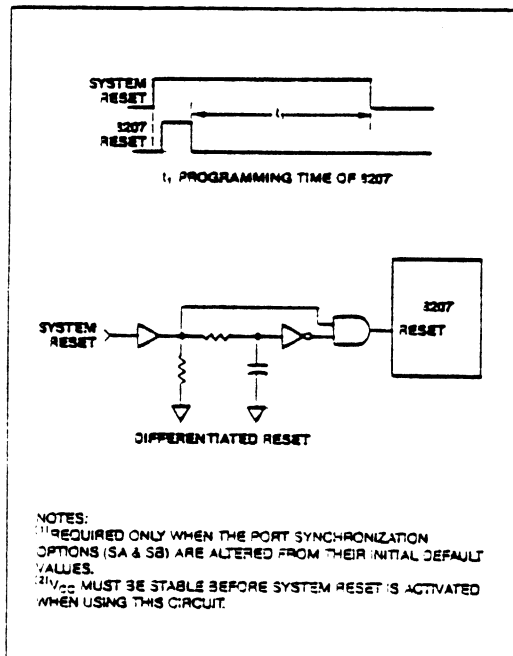 SYSTEM
RESET
t₁
8207
RESET
t₁ PROGRAMMING TIME OF 8207
8207
RESET
SYSTEM
RESET
DIFFERENTIATED RESET
NOTES:
[1]REQUIRED ONLY WHEN THE PORT SYNCHRONIZATION
OPTIONS (SA & SB) ARE ALTERED FROM THEIR INITIAL DEFAULT
VALUES.
[2]VCC MUST BE STABLE BEFORE SYSTEM RESET IS ACTIVATED
WHEN USING THIS CIRCUIT.